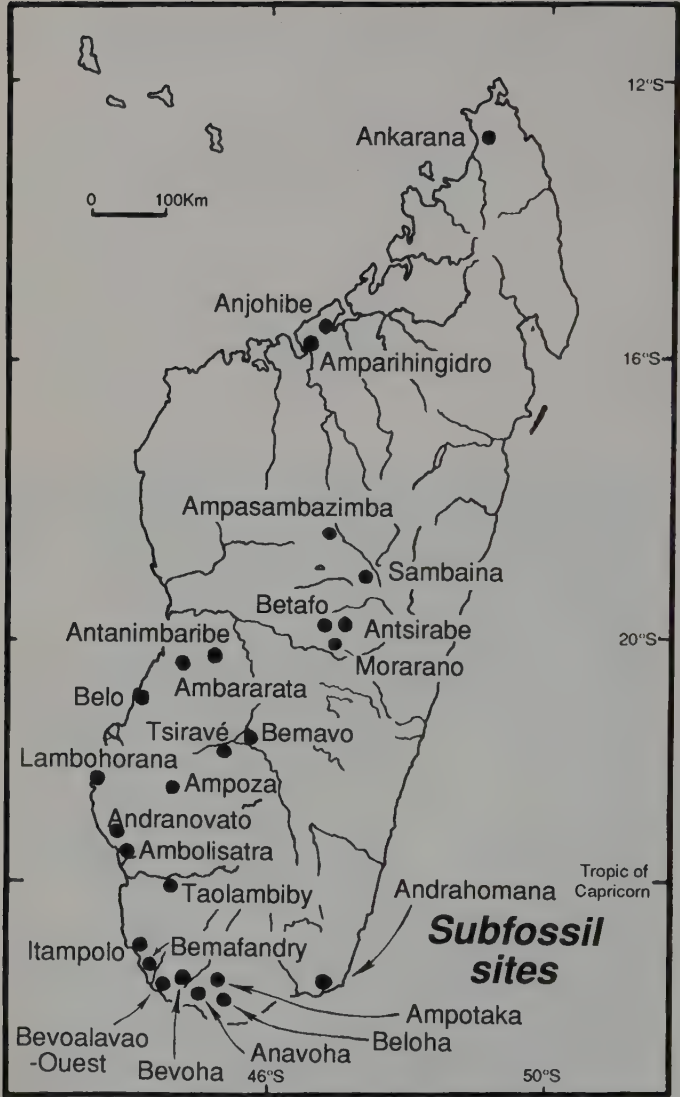 12°S
Ankarana
0 100Km
Anjohibe
Amparihingidro
16°S
Ampasambazimba
Sambaina
Betafo
Antsirabe
Antanimbaribe
20°S
Morarano
Ambararata
Belo
Tsiravé
Bemavo
Lambohorana
Ampoza
Andranovato
Ambolisatra
Tropic of
Capricorn
Taolambiby
Andrahomana
Subfossil
sites
Itampolo
Bemafandry
Ampotaka
Bevoalavao
-Ouest
Beloha
Anavoha
Bevoha
46°S
50°S